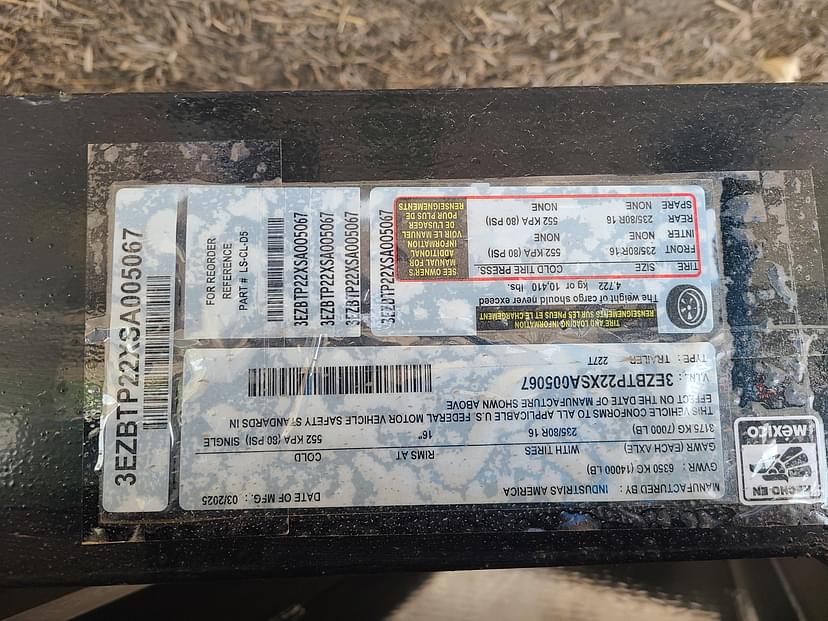 3EZBTP22XSA005067
FOR REORDER
REFERENCE
PART# LS-CL-D5
3EZBTP22XSA005067
3EZBTP22XSA005067
3EZBTP22XSA005067
3EZBTP22XSA005067
TIRE AND LOADING INFORMATION
RENSEIGNEMENTS SUR LES PNEUS ET LE CHARGEMENT
The weight of cargo should never exceed
4,722 kg or 10,410 lbs.
TIRE SIZE COLD TIRE PRESS.
FRONT 235/80R 16 552 KPA (80 PSI)
INTER NONE NONE
REAR 235/80R 16 552 KPA (80 PSI)
SPARE NONE NONE
SEE OWNER'S
MANUAL FOR
ADDITIONAL
INFORMATION
VOIR LE MANUEL
DE L'USAGER
POUR PLUS DE
RENSEIGNEMENTS
MANUFACTURED BY: INDUSTRIAS AMERICA DATE OF MFG.: 03/2025
GVWR: 6350 KG (14000 LB)
GAWR (EACH AXLE) WITH TIRES RIMS AT COLD
3175 KG (7000 LB) 235/80R 16 16" 552 KPA (80 PSI) SINGLE
THIS VEHICLE CONFORMS TO ALL APPLICABLE U.S. FEDERAL MOTOR VEHICLE SAFETY STANDARDS IN
EFFECT ON THE DATE OF MANUFACTURE SHOWN ABOVE
V.I.N.: 3EZBTP22XSA005067
TYPE: TRAILER 227T
HECHO EN
MÉXICO